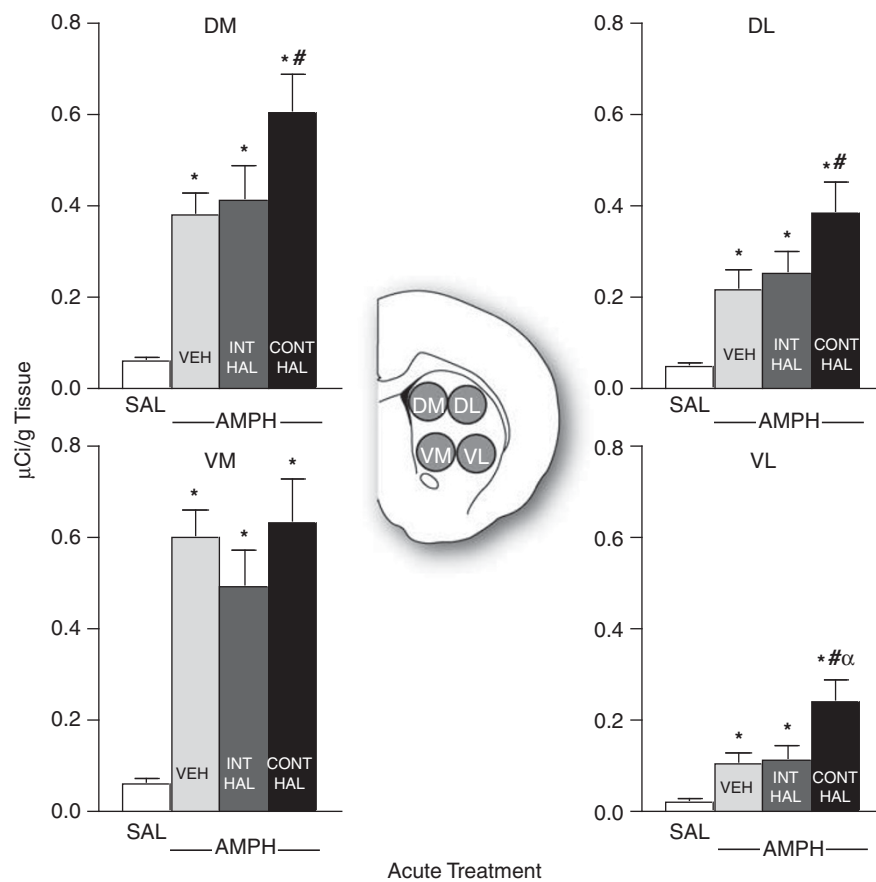 DM
0.8
0.6
0.4
0.2
0.0
* * *#
VEH
INT
HAL
CONT
HAL
SAL
AMPH
DL
0.8
0.6
0.4
0.2
0.0
* * *#
VEH
INT
HAL
CONT
HAL
SAL
AMPH
µCi/g Tissue
DM DL
VM VL
VM
0.8
0.6
0.4
0.2
0.0
* * *
VEH
INT
HAL
CONT
HAL
SAL
AMPH
VL
0.8
0.6
0.4
0.2
0.0
* * *#α
VEH
INT
HAL
CONT
HAL
SAL
AMPH
Acute Treatment